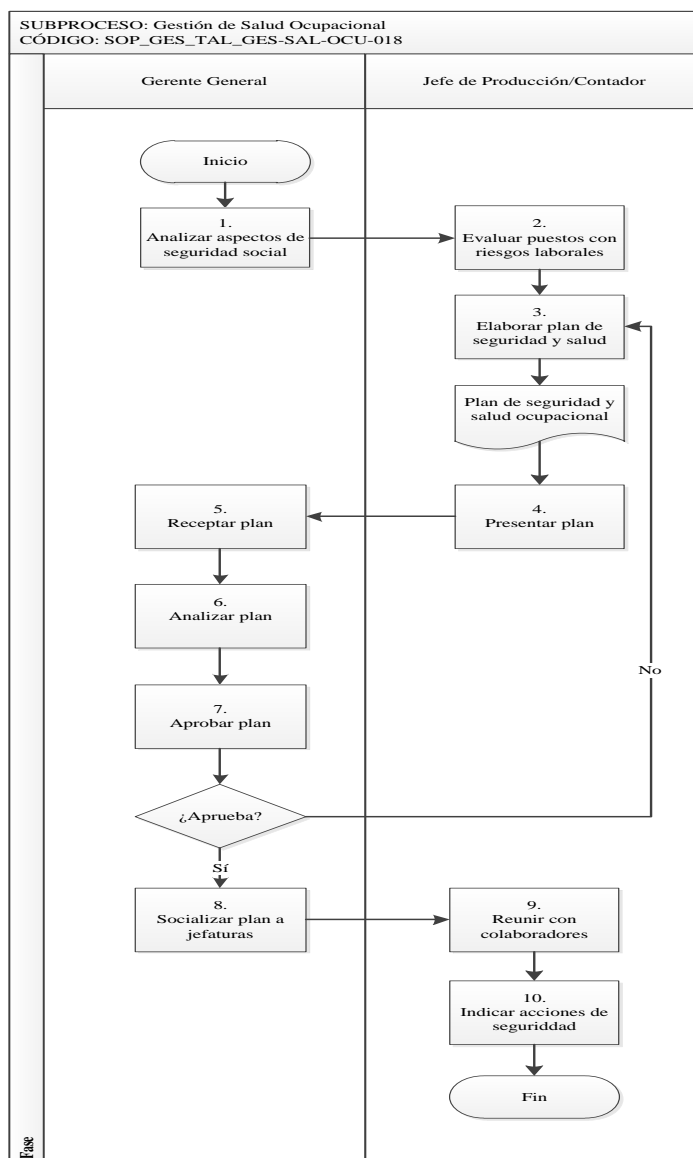 SUBPROCESO: Gestión de Salud Ocupacional
CÓDIGO: SOP_GES_TAL_GES-SAL-OCU-018
Gerente General
Jefe de Producción/Contador
Inicio
1.
Analizar aspectos de
seguridad social
2.
Evaluar puestos con
riesgos laborales
3.
Elaborar plan de
seguridad y salud
Plan de seguridad y
salud ocupacional
4.
Presentar plan
5.
Receptar plan
6.
Analizar plan
7.
Aprobar plan
¿Aprueba?
No
Sí
8.
Socializar plan a
jefaturas
9.
Reunir con
colaboradores
10.
Indicar acciones de
seguriddad
Fin
Fase